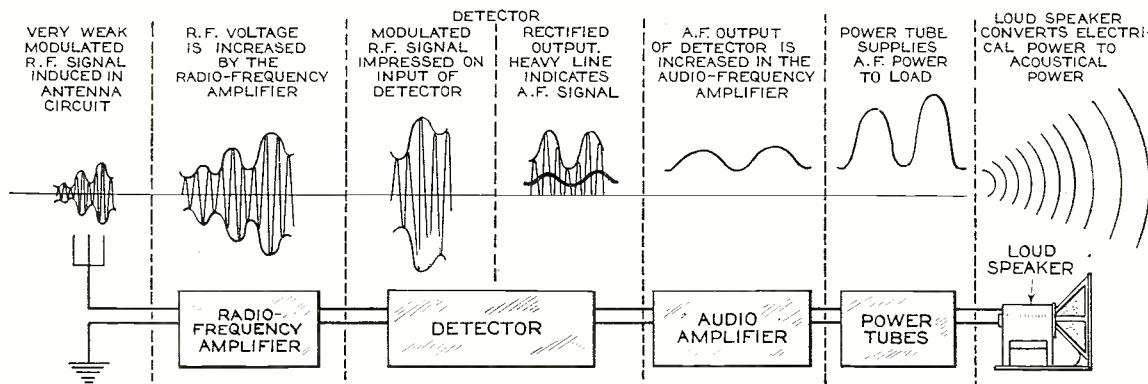 VERY WEAK
MODULATED
R.F. SIGNAL
INDUCED IN
ANTENNA
CIRCUIT
R.F. VOLTAGE
IS INCREASED
BY THE
RADIO-FREQUENCY
AMPLIFIER
DETECTOR
MODULATED
R.F. SIGNAL
IMPRESSED ON
INPUT OF
DETECTOR
RECTIFIED
OUTPUT.
HEAVY LINE
INDICATES
A.F. SIGNAL
A.F. OUTPUT
OF DETECTOR IS
INCREASED IN THE
AUDIO-FREQUENCY
AMPLIFIER
POWER TUBE
SUPPLIES
A.F. POWER
TO LOAD
LOUD SPEAKER
CONVERTS ELECTRI-
CAL POWER TO
ACOUSTICAL
POWER
RADIO-
FREQUENCY
AMPLIFIER
DETECTOR
AUDIO
AMPLIFIER
POWER
TUBES
LOUD
SPEAKER